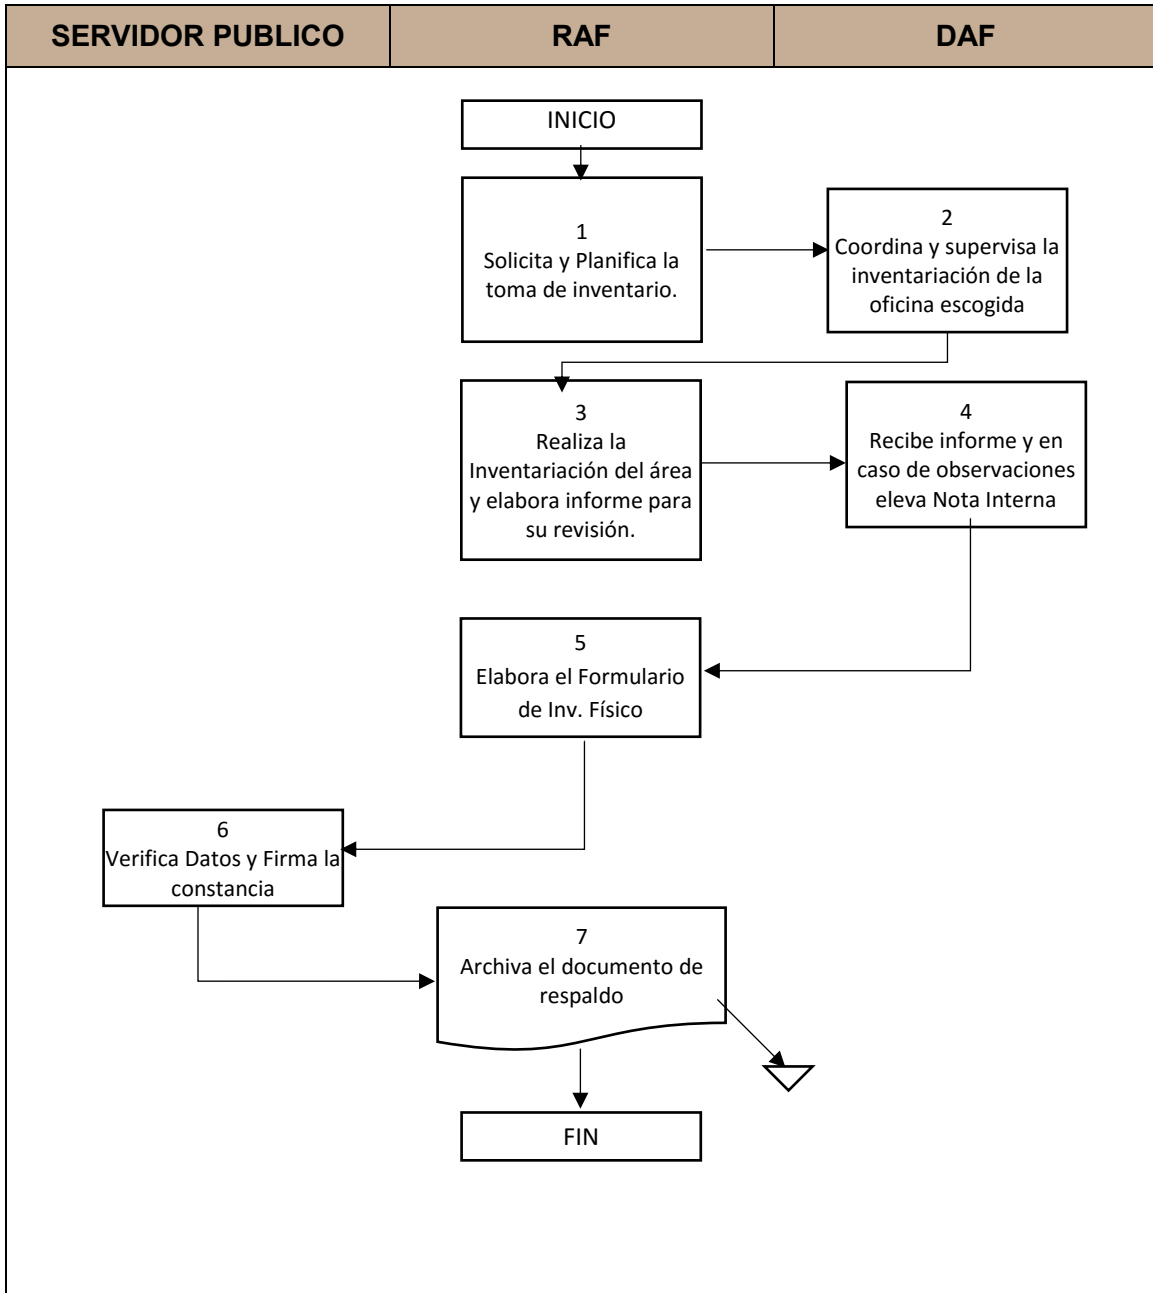 SERVIDOR PUBLICO
RAF
DAF
INICIO
1
Solicita y Planifica la
toma de inventario.
2
Coordina y supervisa la
inventariación de la
oficina escogida
3
Realiza la
Inventariación del área
y elabora informe para
su revisión.
4
Recibe informe y en
caso de observaciones
eleva Nota Interna
5
Elabora el Formulario
de Inv. Físico
6
Verifica Datos y Firma la
constancia
7
Archiva el documento de
respaldo
FIN